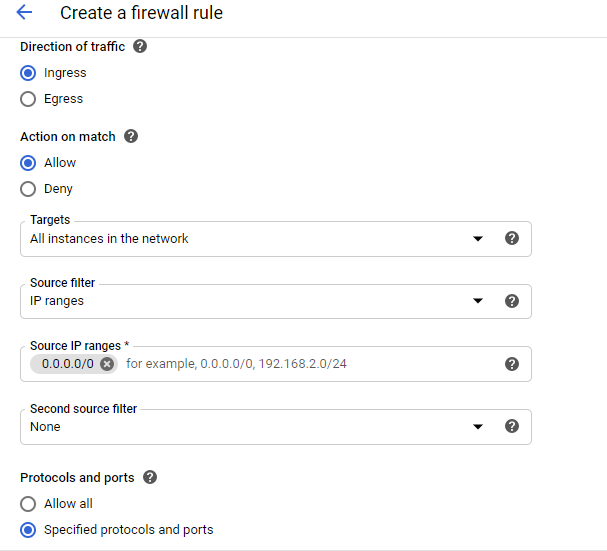 Create a firewall rule
Direction of traffic
Ingress
Egress
Action on match
Allow
Deny
Targets
All instances in the network
Source filter
IP ranges
Source IP ranges *
0.0.0.0/0 for example, 0.0.0.0/0, 192.168.2.0/24
Second source filter
None
Protocols and ports
Allow all
Specified protocols and ports